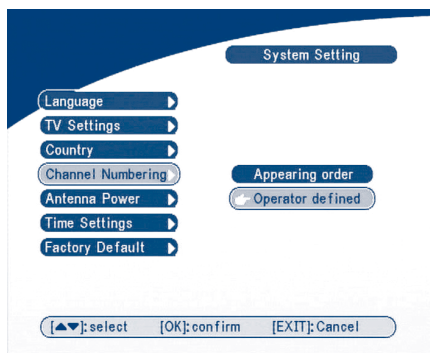 System Setting
Language
TV Settings
Country
Channel Numbering
Antenna Power
Time Settings
Factory Default
Appearing order
Operator defined
[▲▼]:select [OK]:confirm [EXIT]:Cancel